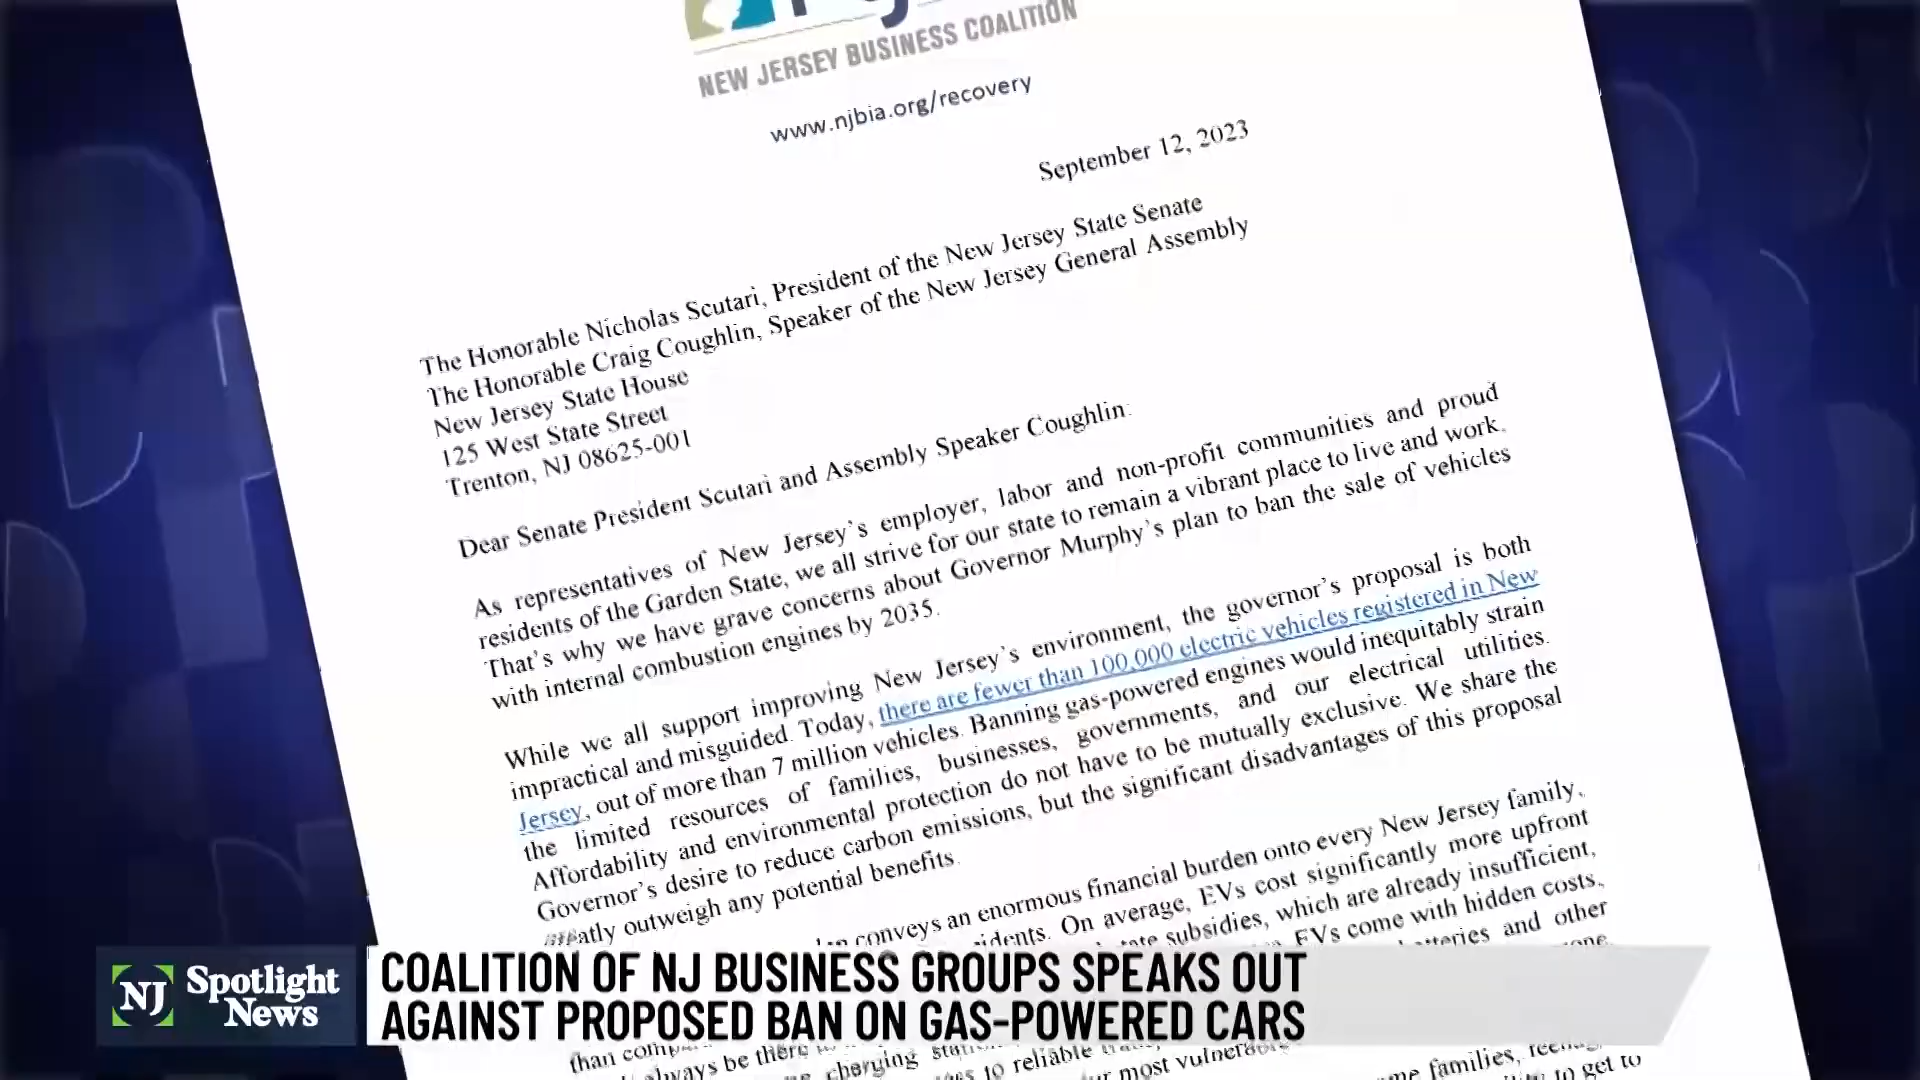 NEW JERSEY BUSINESS COALITION
www.njbia.org/recovery
September 12, 2023
The Honorable Nicholas Scutari, President of the New Jersey State Senate
The Honorable Craig Coughlin, Speaker of the New Jersey General Assembly
New Jersey State House
125 West State Street
Trenton, NJ 08625-001
Dear Senate President Scutari and Assembly Speaker Coughlin:
As representatives of New Jersey's employer, labor and non-profit communities and proud
residents of the Garden State, we all strive for our state to remain a vibrant place to live and work.
That's why we have grave concerns about Governor Murphy's plan to ban the sale of vehicles
with internal combustion engines by 2035.
While we all support improving New Jersey's environment, the governor's proposal is both
impractical and misguided. Today, there are fewer than 100,000 electric vehicles registered in New
Jersey, out of more than 7 million vehicles. Banning gas-powered engines would inequitably strain
the limited resources of families, businesses, governments, and our electrical utilities.
Affordability and environmental protection do not have to be mutually exclusive. We share the
Governor's desire to reduce carbon emissions, but the significant disadvantages of this proposal
outweigh any potential benefits.
conveys an enormous financial burden onto every New Jersey family,
On average, EVs cost significantly more upfront
subsidies, which are already insufficient,
EVs come with hidden costs,
and other
NJ Spotlight
News
COALITION OF NJ BUSINESS GROUPS SPEAKS OUT
AGAINST PROPOSED BAN ON GAS-POWERED CARS
than
always be there
charging
to reliable
most vulnerable
families,
to get to